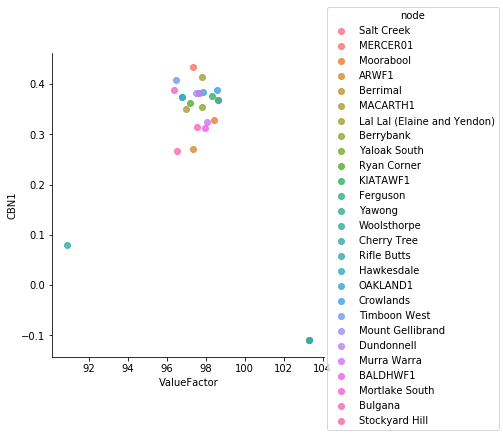 node
Salt Creek
MERCER01
Moorabool
ARWF1
Berrimal
MACARTH1
Lal Lal (Elaine and Yendon)
Berrybank
Yaloak South
Ryan Corner
KIATAWF1
Ferguson
Yawong
Woolsthorpe
Cherry Tree
Rifle Butts
Hawkesdale
OAKLAND1
Crowlands
Timboon West
Mount Gellibrand
Dundonnell
Murra Warra
BALDHWF1
Mortlake South
Bulgana
Stockyard Hill
CBN1
0.4
0.3
0.2
0.1
0.0
−0.1
92 94 96 98 100 102 104
ValueFactor